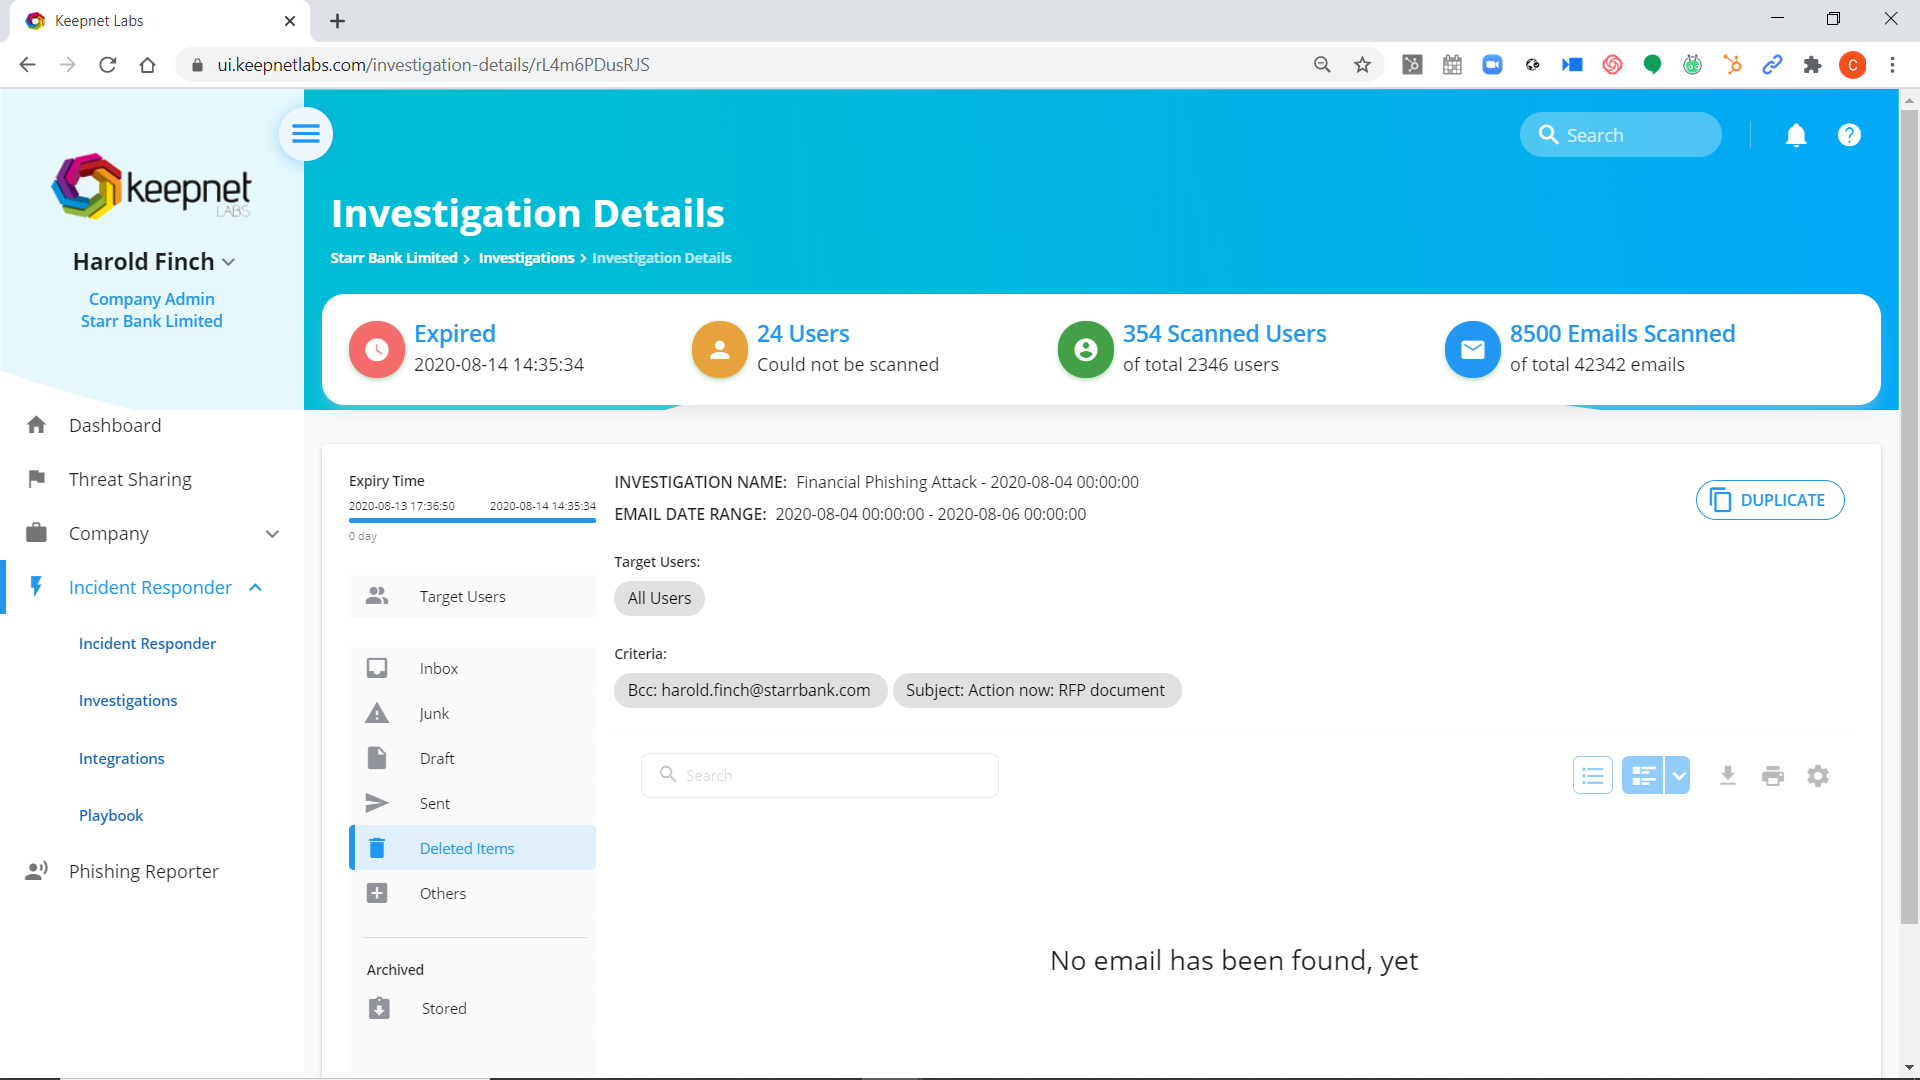 Keepnet Labs
ui.keepnetlabs.com/investigation-details/rL4m6PDusRJS
C
keepnet
LABS
Harold Finch
Company Admin
Starr Bank Limited
Dashboard
Threat Sharing
Company
Incident Responder
Incident Responder
Investigations
Integrations
Playbook
Phishing Reporter
Search
Investigation Details
Starr Bank Limited > Investigations > Investigation Details
Expired
2020-08-14 14:35:34
24 Users
Could not be scanned
354 Scanned Users
of total 2346 users
8500 Emails Scanned
of total 42342 emails
Expiry Time
2020-08-13 17:36:50 2020-08-14 14:35:34
0 day
Target Users
Inbox
Junk
Draft
Sent
Deleted Items
Others
Archived
Stored
INVESTIGATION NAME: Financial Phishing Attack - 2020-08-04 00:00:00
EMAIL DATE RANGE: 2020-08-04 00:00:00 - 2020-08-06 00:00:00
DUPLICATE
Target Users:
All Users
Criteria:
Bcc: harold.finch@starrbank.com Subject: Action now: RFP document
Search
No email has been found, yet